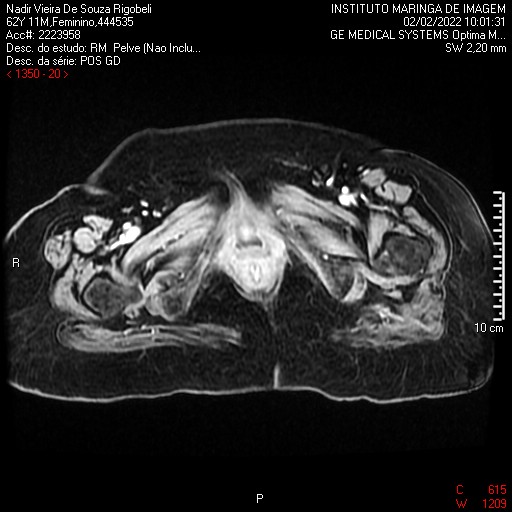 Nadir Vieira De Souza Rigobeli
62Y 11M,Feminino,444535
Acc#: 2223958
Desc. do estudo: RM Pelve (Nao Inclu...
Desc. da série: POS GD
< 1350 - 20 >
INSTITUTO MARINGA DE IMAGEM
02/02/2022 10:01:31
GE MEDICAL SYSTEMS Optima M...
SW 2,20 mm
R
10 cm
P
C 615
W 1209